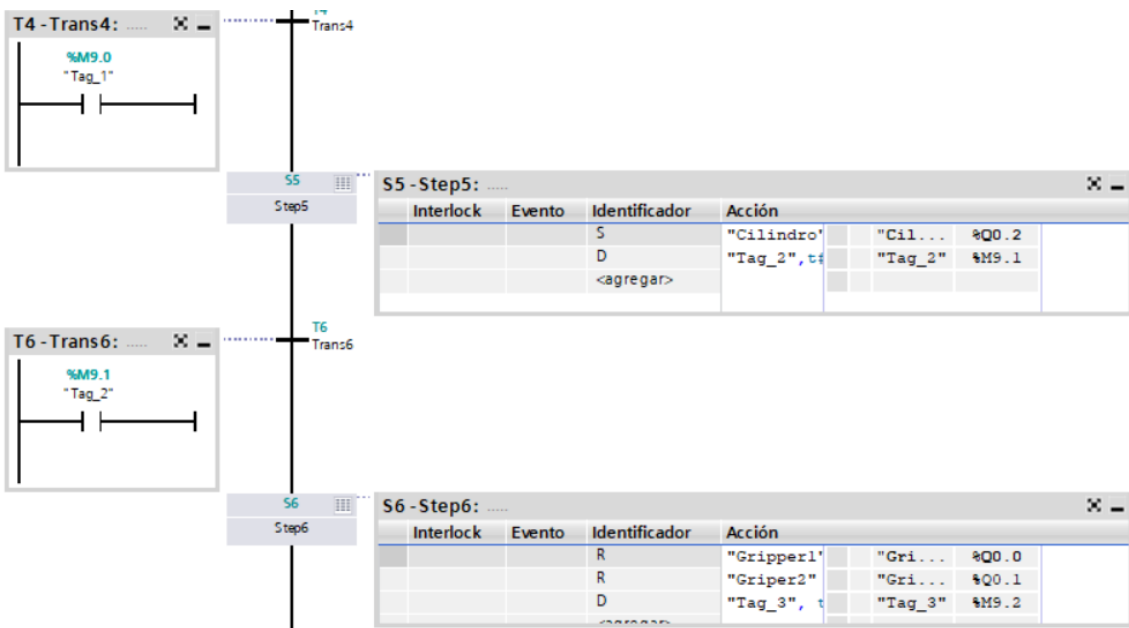 T4 - Trans4: .....
T4
Trans4
%M9.0
"Tag_1"
S5
Step5
S5 - Step5: .....
Interlock Evento Identificador Acción
S "Cilindro" "Cil... %Q0.2
D "Tag_2",t# "Tag_2" %M9.1
<agregar>
T6 - Trans6: .....
T6
Trans6
%M9.1
"Tag_2"
S6
Step6
S6 - Step6: .....
Interlock Evento Identificador Acción
R "Gripper1" "Gri... %Q0.0
R "Griper2" "Gri... %Q0.1
D "Tag_3", t "Tag_3" %M9.2
<agregar>